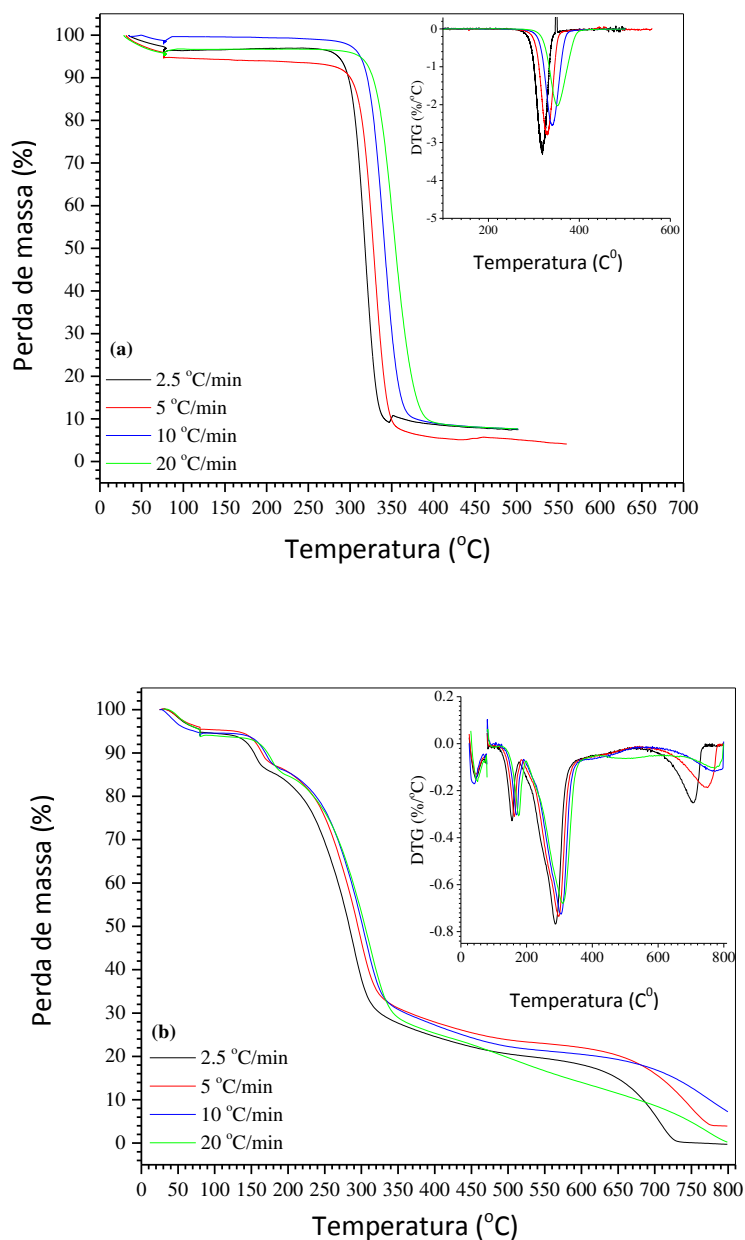 100
90
80
70
60
50
40
30
20
10
0
Perda de massa (%)
(a)
2.5 °C/min
5 °C/min
10 °C/min
20 °C/min
0 50 100 150 200 250 300 350 400 450 500 550 600 650 700
Temperatura (°C)
0
-1
-2
-3
-4
-5
DTG (%/°C)
200 400 600
Temperatura (C⁰)
100
90
80
70
60
50
40
30
20
10
0
Perda de massa (%)
(b)
2.5 °C/min
5 °C/min
10 °C/min
20 °C/min
0 50 100 150 200 250 300 350 400 450 500 550 600 650 700 750 800
Temperatura (°C)
0.2
0.0
-0.2
-0.4
-0.6
-0.8
DTG (%/°C)
0 200 400 600 800
Temperatura (C⁰)